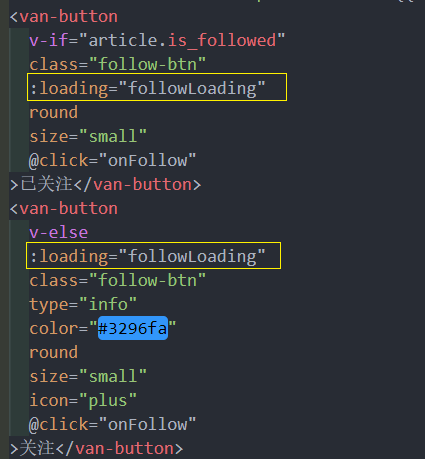 <van-button
v-if="article.is_followed"
class="follow-btn"
:loading="followLoading"
round
size="small"
@click="onFollow"
>已关注</van-button>
<van-button
v-else
:loading="followLoading"
class="follow-btn"
type="info"
color="#3296fa"
round
size="small"
icon="plus"
@click="onFollow"
>关注</van-button>